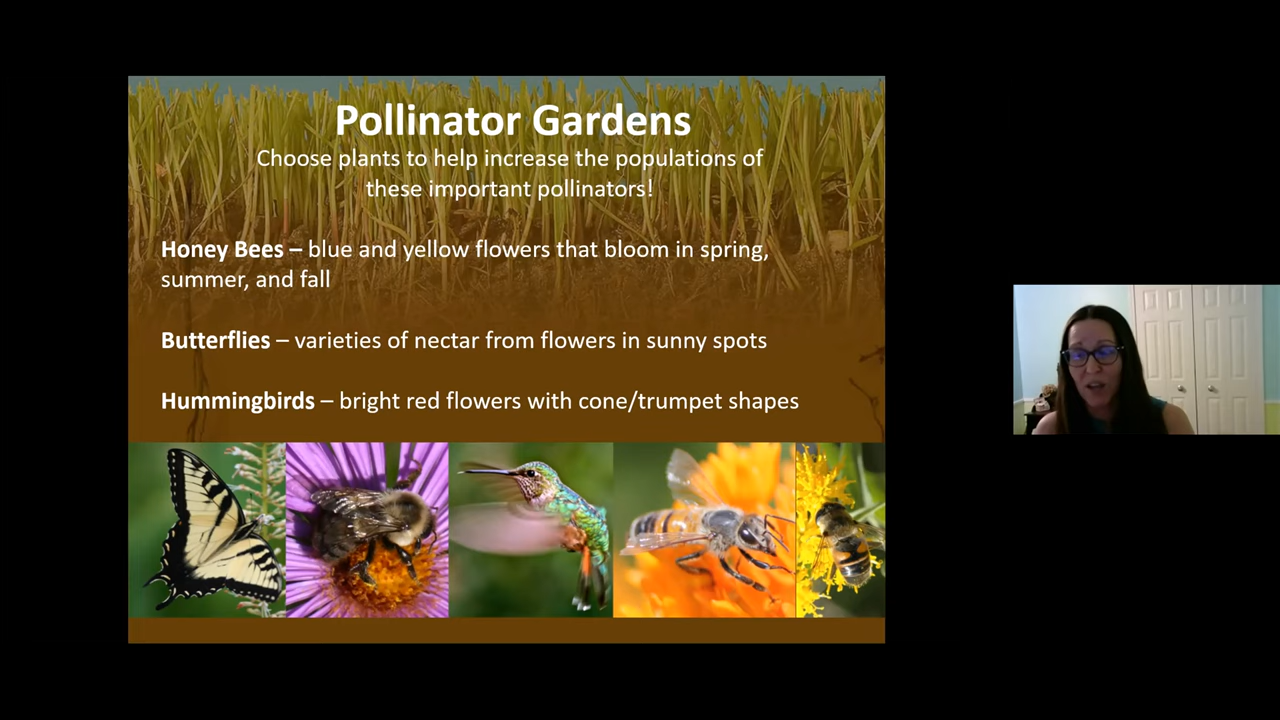 Pollinator Gardens
Choose plants to help increase the populations of
these important pollinators!
Honey Bees – blue and yellow flowers that bloom in spring,
summer, and fall
Butterflies – varieties of nectar from flowers in sunny spots
Hummingbirds – bright red flowers with cone/trumpet shapes